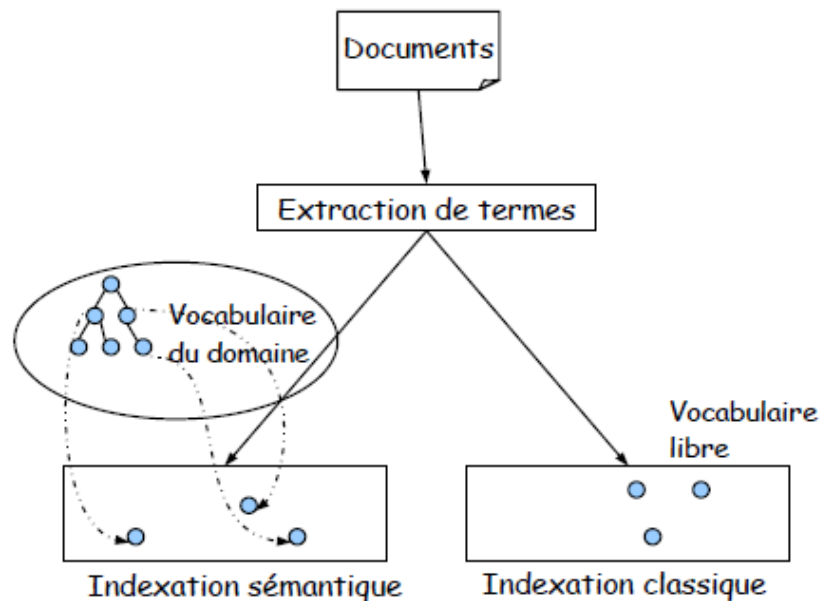 Documents
Extraction de termes
Vocabulaire
du domaine
Vocabulaire
libre
Indexation sémantique
Indexation classique